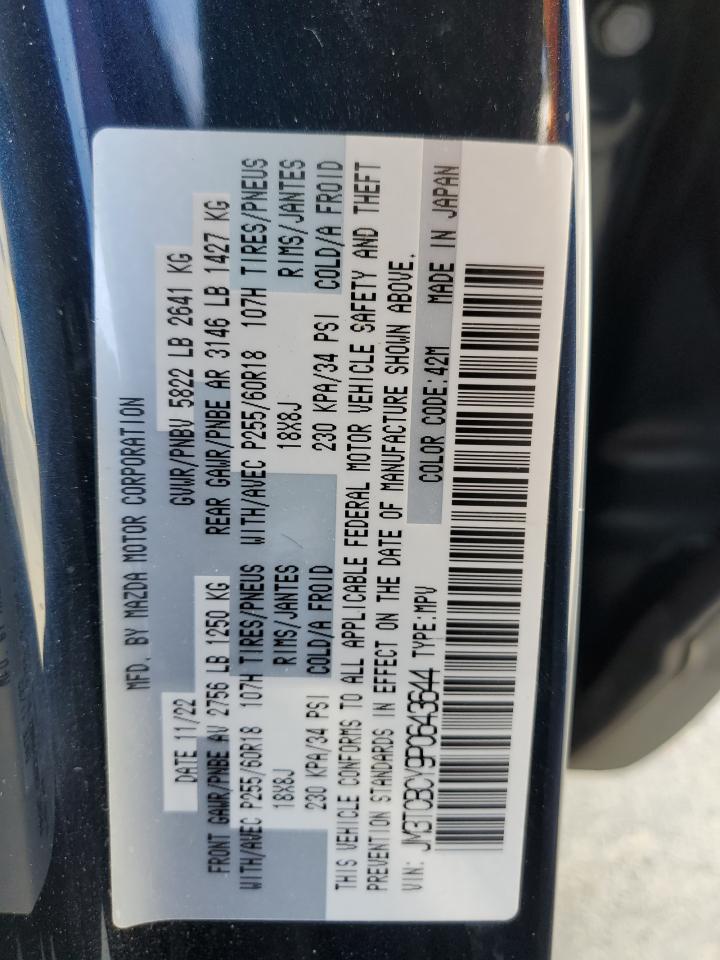 MFD. BY MAZDA MOTOR CORPORATION
DATE 11/22 GVWR/PNBV 5822 LB 2641 KG
FRONT GAWR/PNBE AV 2756 LB 1250 KG REAR GAWR/PNBE AR 3146 LB 1427 KG
WITH/AVEC P255/60R18 107H TIRES/PNEUS WITH/AVEC P255/60R18 107H TIRES/PNEUS
18X8J RIMS/JANTES 18X8J RIMS/JANTES
230 KPA/34 PSI COLD/A FROID 230 KPA/34 PSI COLD/A FROID
THIS VEHICLE CONFORMS TO ALL APPLICABLE FEDERAL MOTOR VEHICLE SAFETY AND THEFT
PREVENTION STANDARDS IN EFFECT ON THE DATE OF MANUFACTURE SHOWN ABOVE.
VIN: JM3TCBCY9P0643644 TYPE:MPV COLOR CODE:42M MADE IN JAPAN